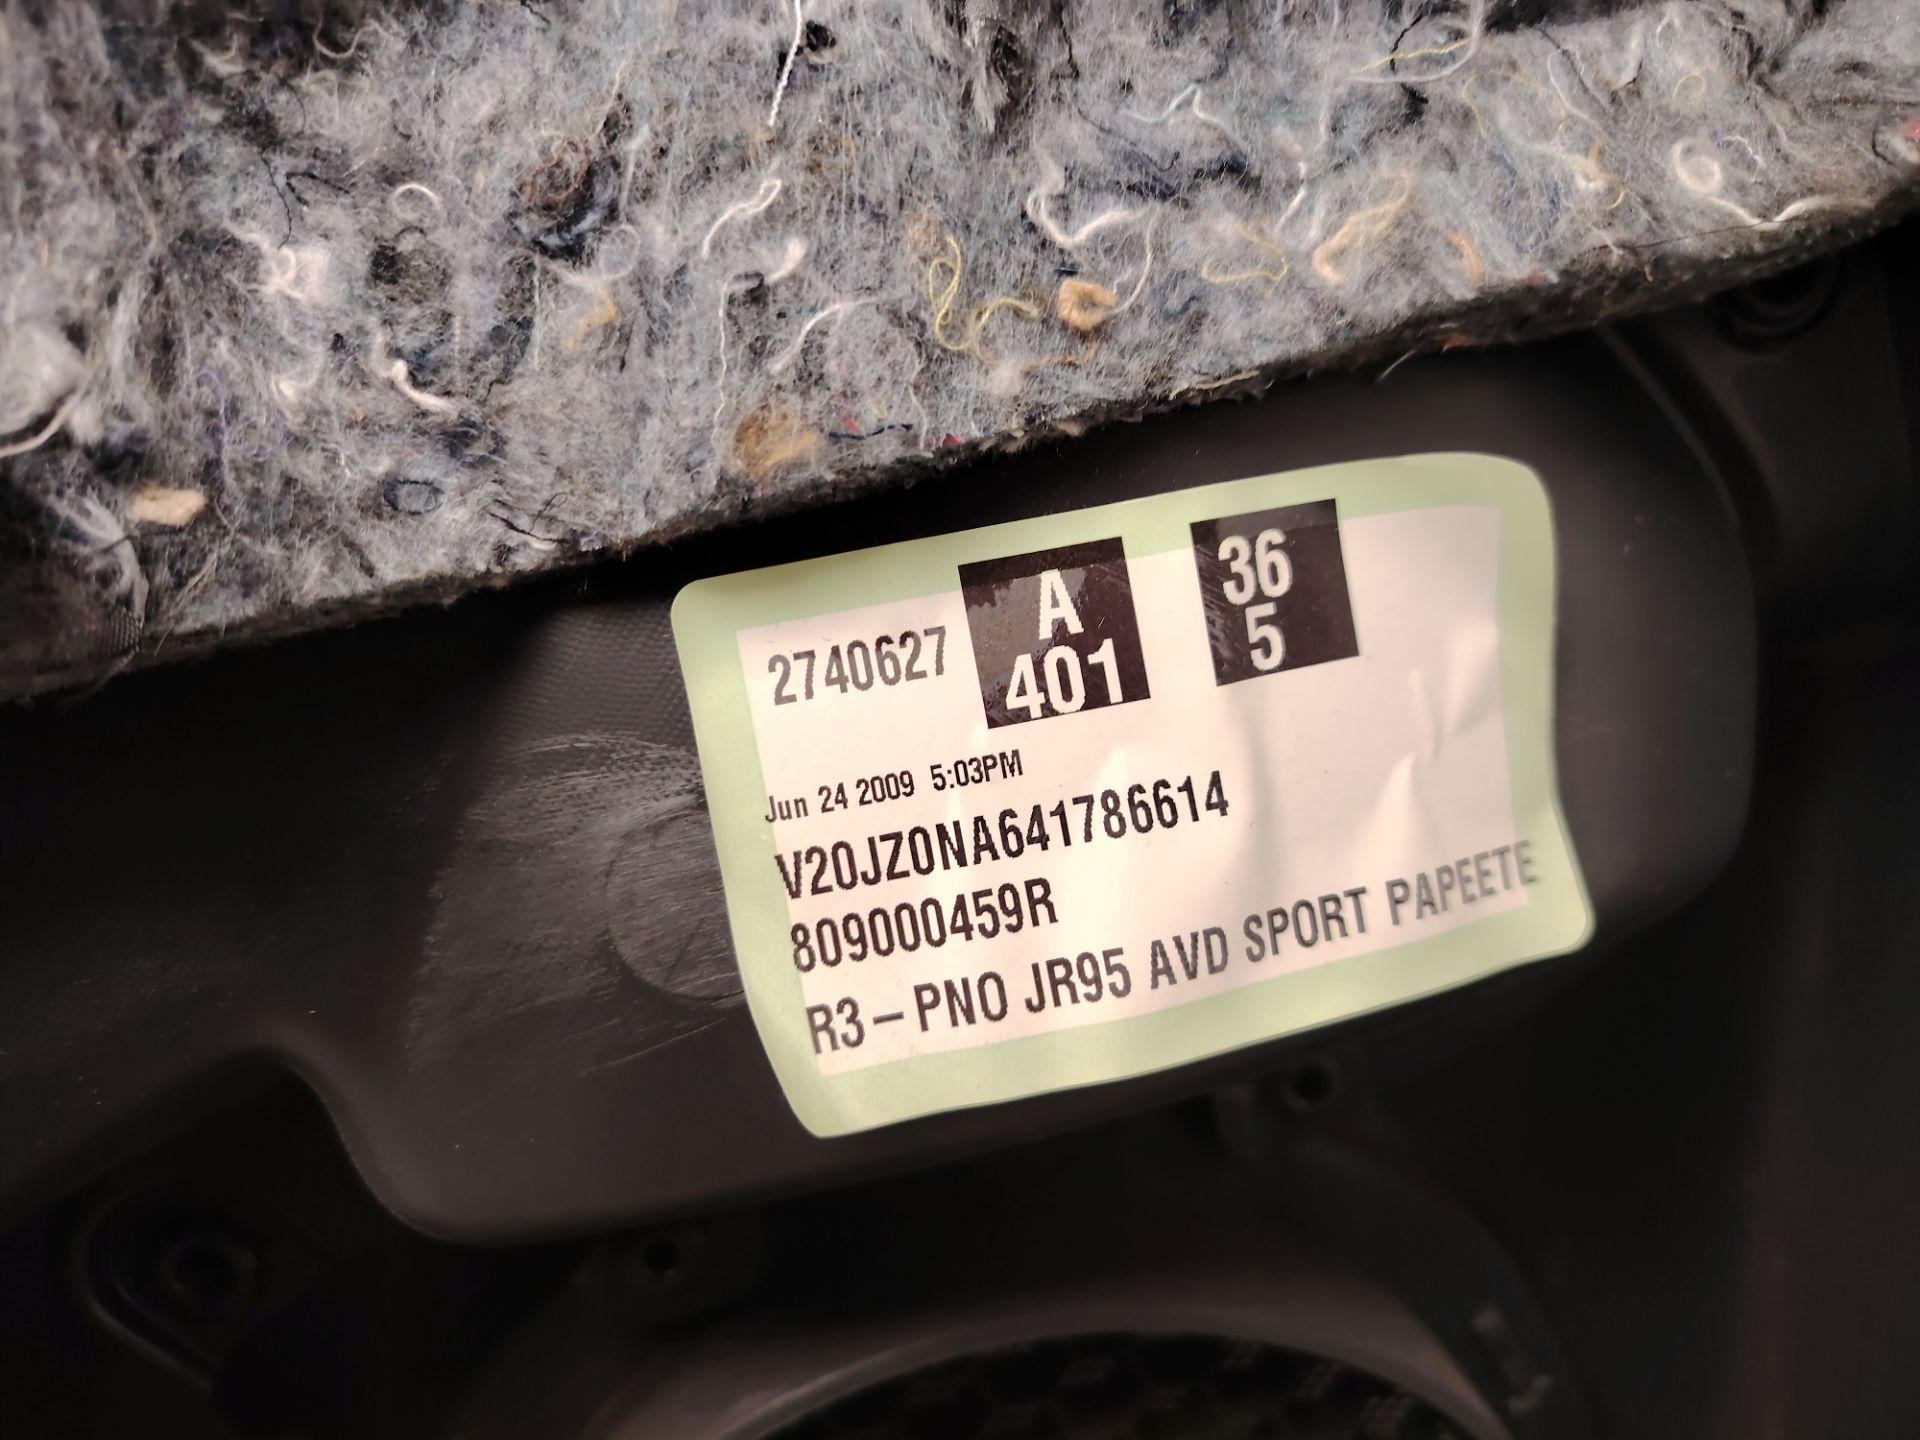 2740627
A
401
36
5
Jun 24 2009 5:03PM
V20JZ0NA641786614
809000459R
R3-PNO JR95 AVD SPORT PAPEETE